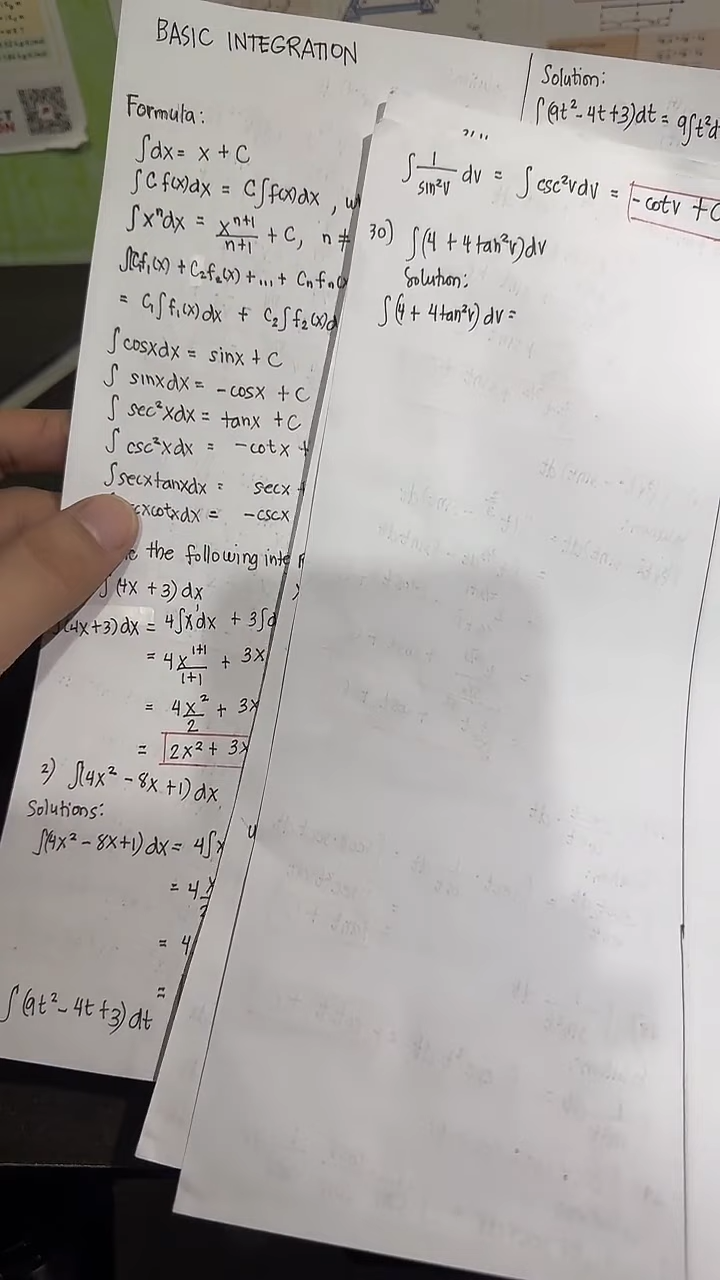 BASIC INTEGRATION
Formula:
∫dx = x + C
∫C f(x)dx = C∫f(x)dx ,
∫xⁿdx = xⁿ⁺¹/n+1 + C, n ≠
∫[C₁f₁(x) + C₂f₂(x) + ... + Cₙfₙ(x)
= C₁∫f₁(x)dx + C₂∫f₂(x)d
∫cosxdx = sinx + C
∫ sinxdx = -cosx + C
∫ sec²xdx = tanx + C
∫ csc²xdx = -cotx +
∫secxtanxdx = secx +
cxcotxdx = -cscx
the following inte
∫(4x + 3)dx
(4x+3)dx = 4∫x¹dx + 3∫d
= 4x¹⁺¹/1+1 + 3x
= 4x²/2 + 3x
= 2x² + 3x
2) ∫(4x² - 8x + 1)dx
Solutions:
∫(4x² - 8x+1)dx = 4∫x
= 4x
= 4
=
∫(9t² - 4t + 3)dt
Solution:
∫(9t² - 4t + 3)dt = 9∫t²d
∫1/sin²v dv = ∫csc²vdv = -cotv + C
30) ∫(4 + 4tan²v)dv
Solution:
∫(4 + 4tan²v)dv =